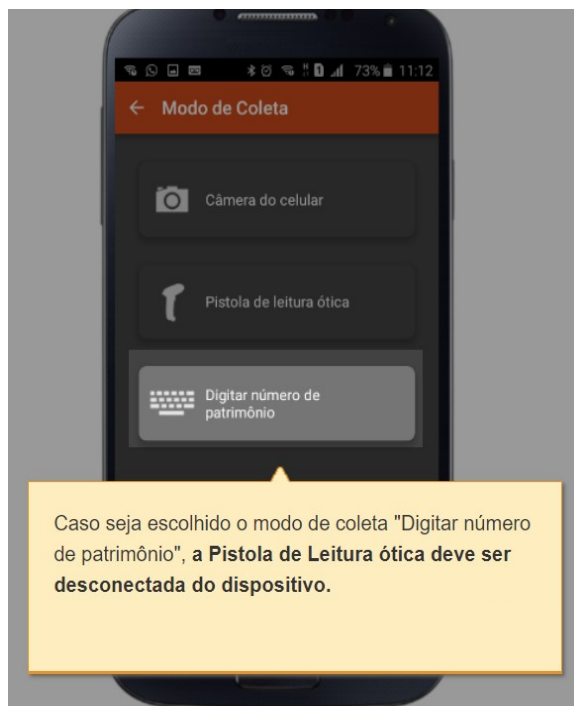 73% 11:12
Modo de Coleta
Câmera do celular
Pistola de leitura ótica
Digitar número de
patrimônio
Caso seja escolhido o modo de coleta "Digitar número
de patrimônio", a Pistola de Leitura ótica deve ser
desconectada do dispositivo.